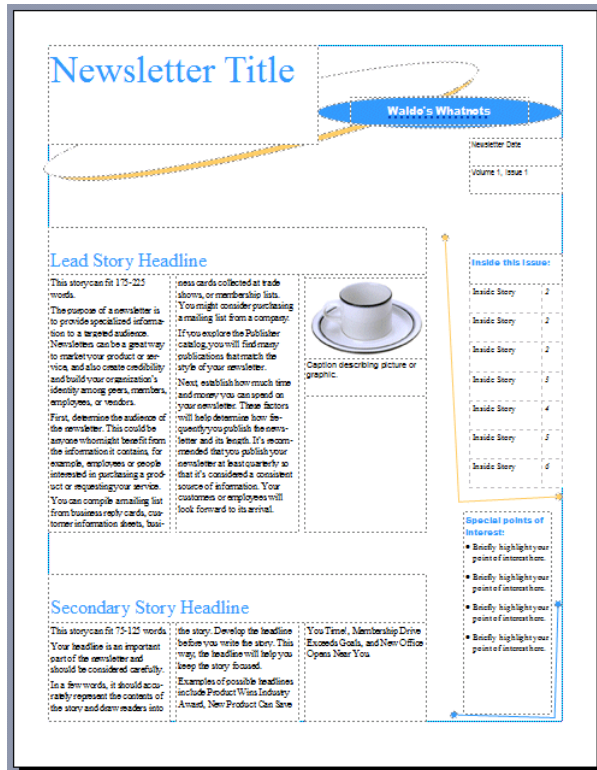 Newsletter Title
Waldo's Whatnots
Newsletter Date
Volume 1, Issue 1
Lead Story Headline
This story can fit 175-225
words.
The purpose of a newsletter is
to provide specialized informa-
tion to a targeted audience.
Newsletters can be a great way
to market your product or ser-
vice, and also create credibility
and build your organization's
identity among peers, members,
employees, or vendors.
First, determine the audience of
the newsletter. This could be
anyone who might benefit from
the information it contains, for
example, employees or people
interested in purchasing a prod-
uct or requesting your service.
You can compile a mailing list
from business reply cards, cus-
tomer information sheets, busi-
ness cards collected at trade
shows, or membership lists.
You might consider purchasing
a mailing list from a company.
If you explore the Publisher
catalog, you will find many
publications that match the
style of your newsletter.
Next, establish how much time
and money you can spend on
your newsletter. These factors
will help determine how fre-
quently you publish the news-
letter and its length. It's recom-
mended that you publish your
newsletter at least quarterly so
that it's considered a consistent
source of information. Your
customers or employees will
look forward to its arrival.
Caption describing picture or
graphic.
Inside this issue:
Inside Story 2
Inside Story 2
Inside Story 2
Inside Story 3
Inside Story 4
Inside Story 5
Inside Story 6
Special points of
interest:
• Briefly highlight your
point of interest here.
• Briefly highlight your
point of interest here.
• Briefly highlight your
point of interest here.
• Briefly highlight your
point of interest here.
Secondary Story Headline
This story can fit 75-125 words.
Your headline is an important
part of the newsletter and
should be considered carefully.
In a few words, it should accu-
rately represent the contents of
the story and draw readers into
the story. Develop the headline
before you write the story. This
way, the headline will help you
keep the story focused.
Examples of possible headlines
include Product Wins Industry
Award, New Product Can Save
You Time!, Membership Drive
Exceeds Goals, and New Office
Opens Near You.